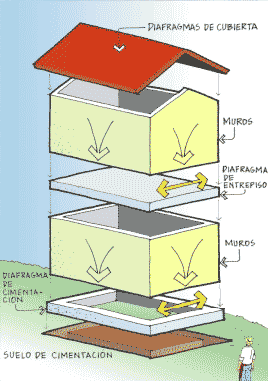 DIAFRAGMAS DE CUBIERTA
MUROS
DIAFRAGMA
DE
ENTREPISO
MUROS
DIAFRAGMA
DE
CIMENTA-
CION
SUELO DE CIMENTACION